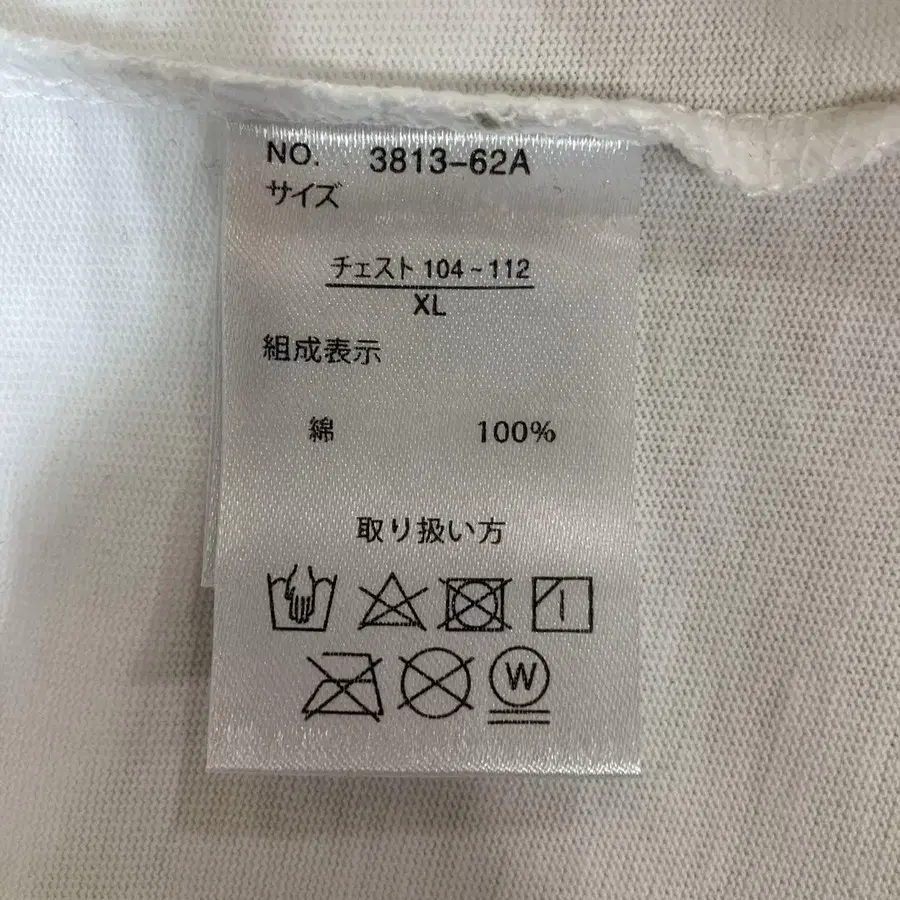 NO. 3813-62A
サイズ
チェスト 104~112
XL
組成表示
綿 100%
取り扱い方
W